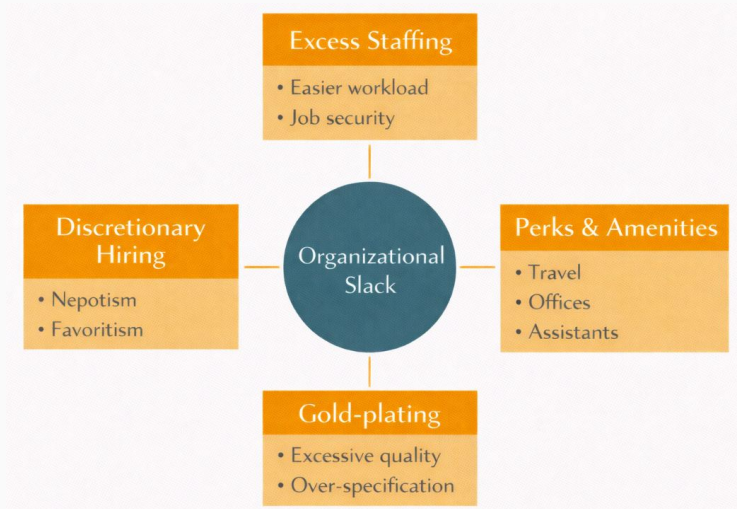 Excess Staffing
• Easier workload
• Job security
Discretionary
Hiring
• Nepotism
• Favoritism
Organizational
Slack
Perks & Amenities
• Travel
• Offices
• Assistants
Gold-plating
• Excessive quality
• Over-specification